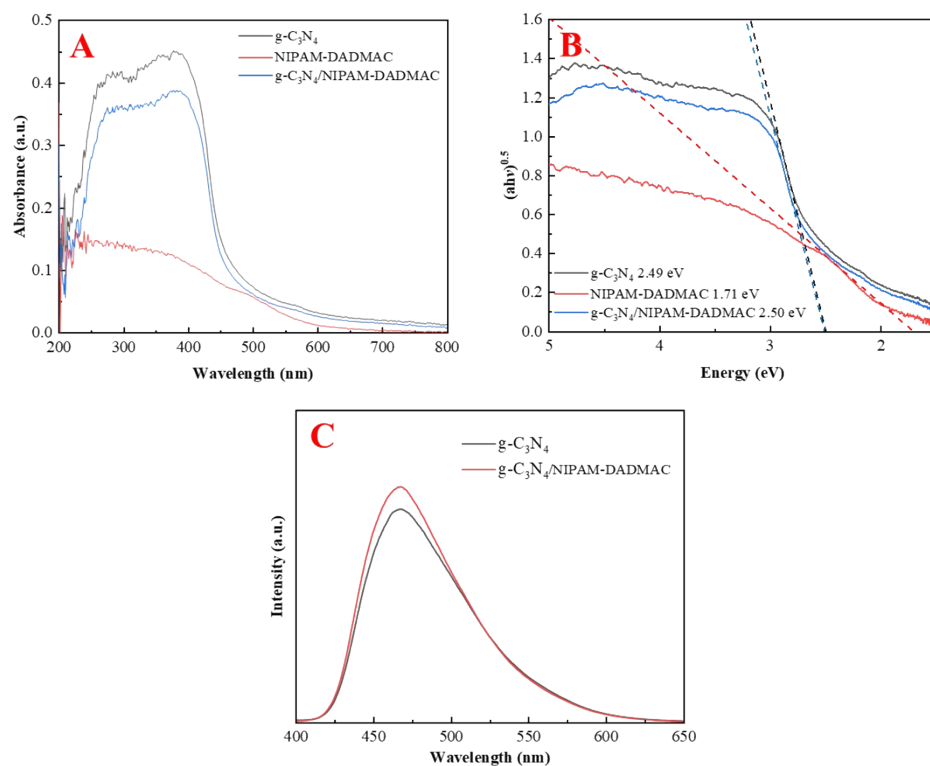 A
g-C₃N₄
NIPAM-DADMAC
g-C₃N₄/NIPAM-DADMAC
0.5
0.4
0.3
0.2
0.1
0.0
Absorbance (a.u.)
200 300 400 500 600 700 800
Wavelength (nm)
B
1.6
1.4
1.2
1.0
0.8
0.6
0.4
0.2
0.0
(ahv)^0.5
g-C₃N₄ 2.49 eV
NIPAM-DADMAC 1.71 eV
g-C₃N₄/NIPAM-DADMAC 2.50 eV
5 4 3 2
Energy (eV)
C
g-C₃N₄
g-C₃N₄/NIPAM-DADMAC
Intensity (a.u.)
400 450 500 550 600 650
Wavelength (nm)